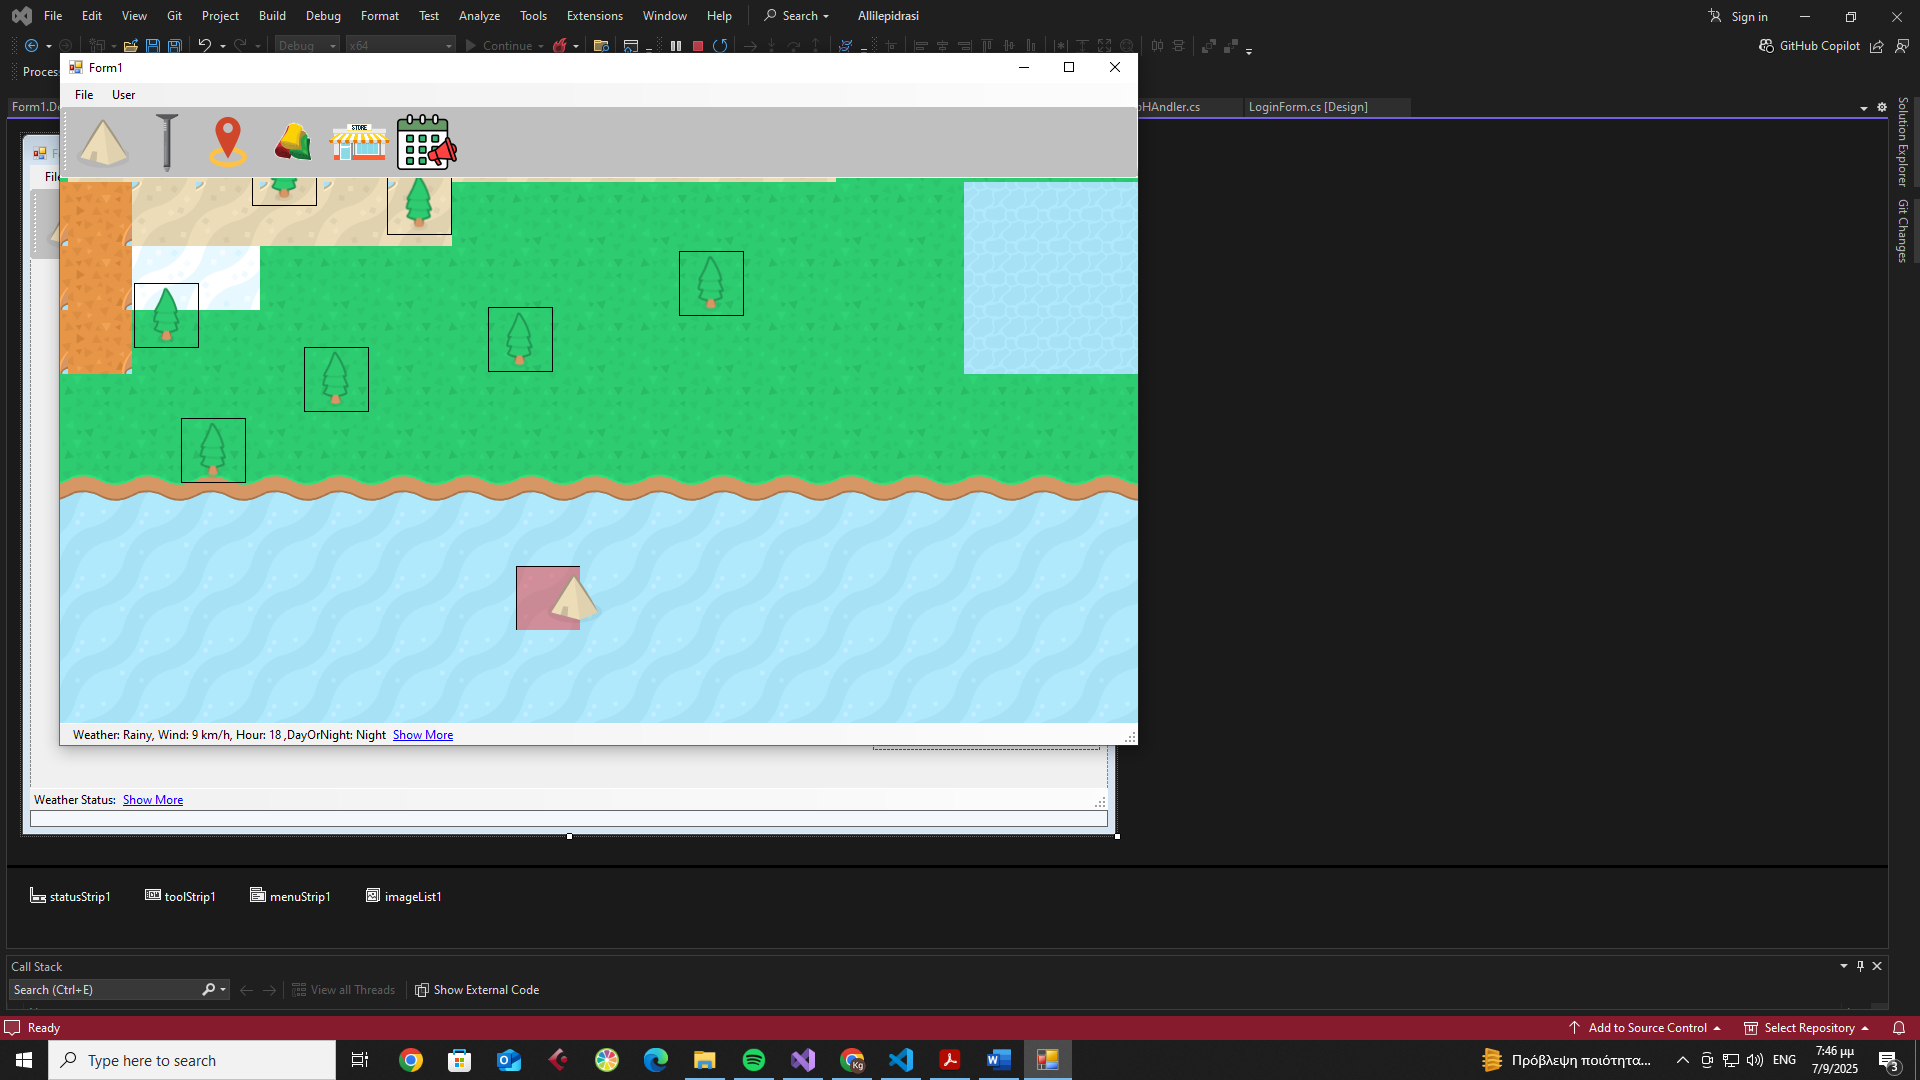 File Edit View Git Project Build Debug Format Test Analyze Tools Extensions Window Help Search Allilepidrasi Sign in
Debug x64 Continue GitHub Copilot
Form1
File User
HAndler.cs LoginForm.cs [Design]
STORE
Solution Explorer
Git Changes
Weather: Rainy, Wind: 9 km/h, Hour: 18 ,DayOrNight: Night Show More
Weather Status: Show More
statusStrip1 toolStrip1 menuStrip1 imageList1
Call Stack
Search (Ctrl+E) View all Threads Show External Code
Ready Add to Source Control Select Repository
Type here to search Πρόβλεψη ποιότητα... ENG
7:46 μμ
7/9/2025
3